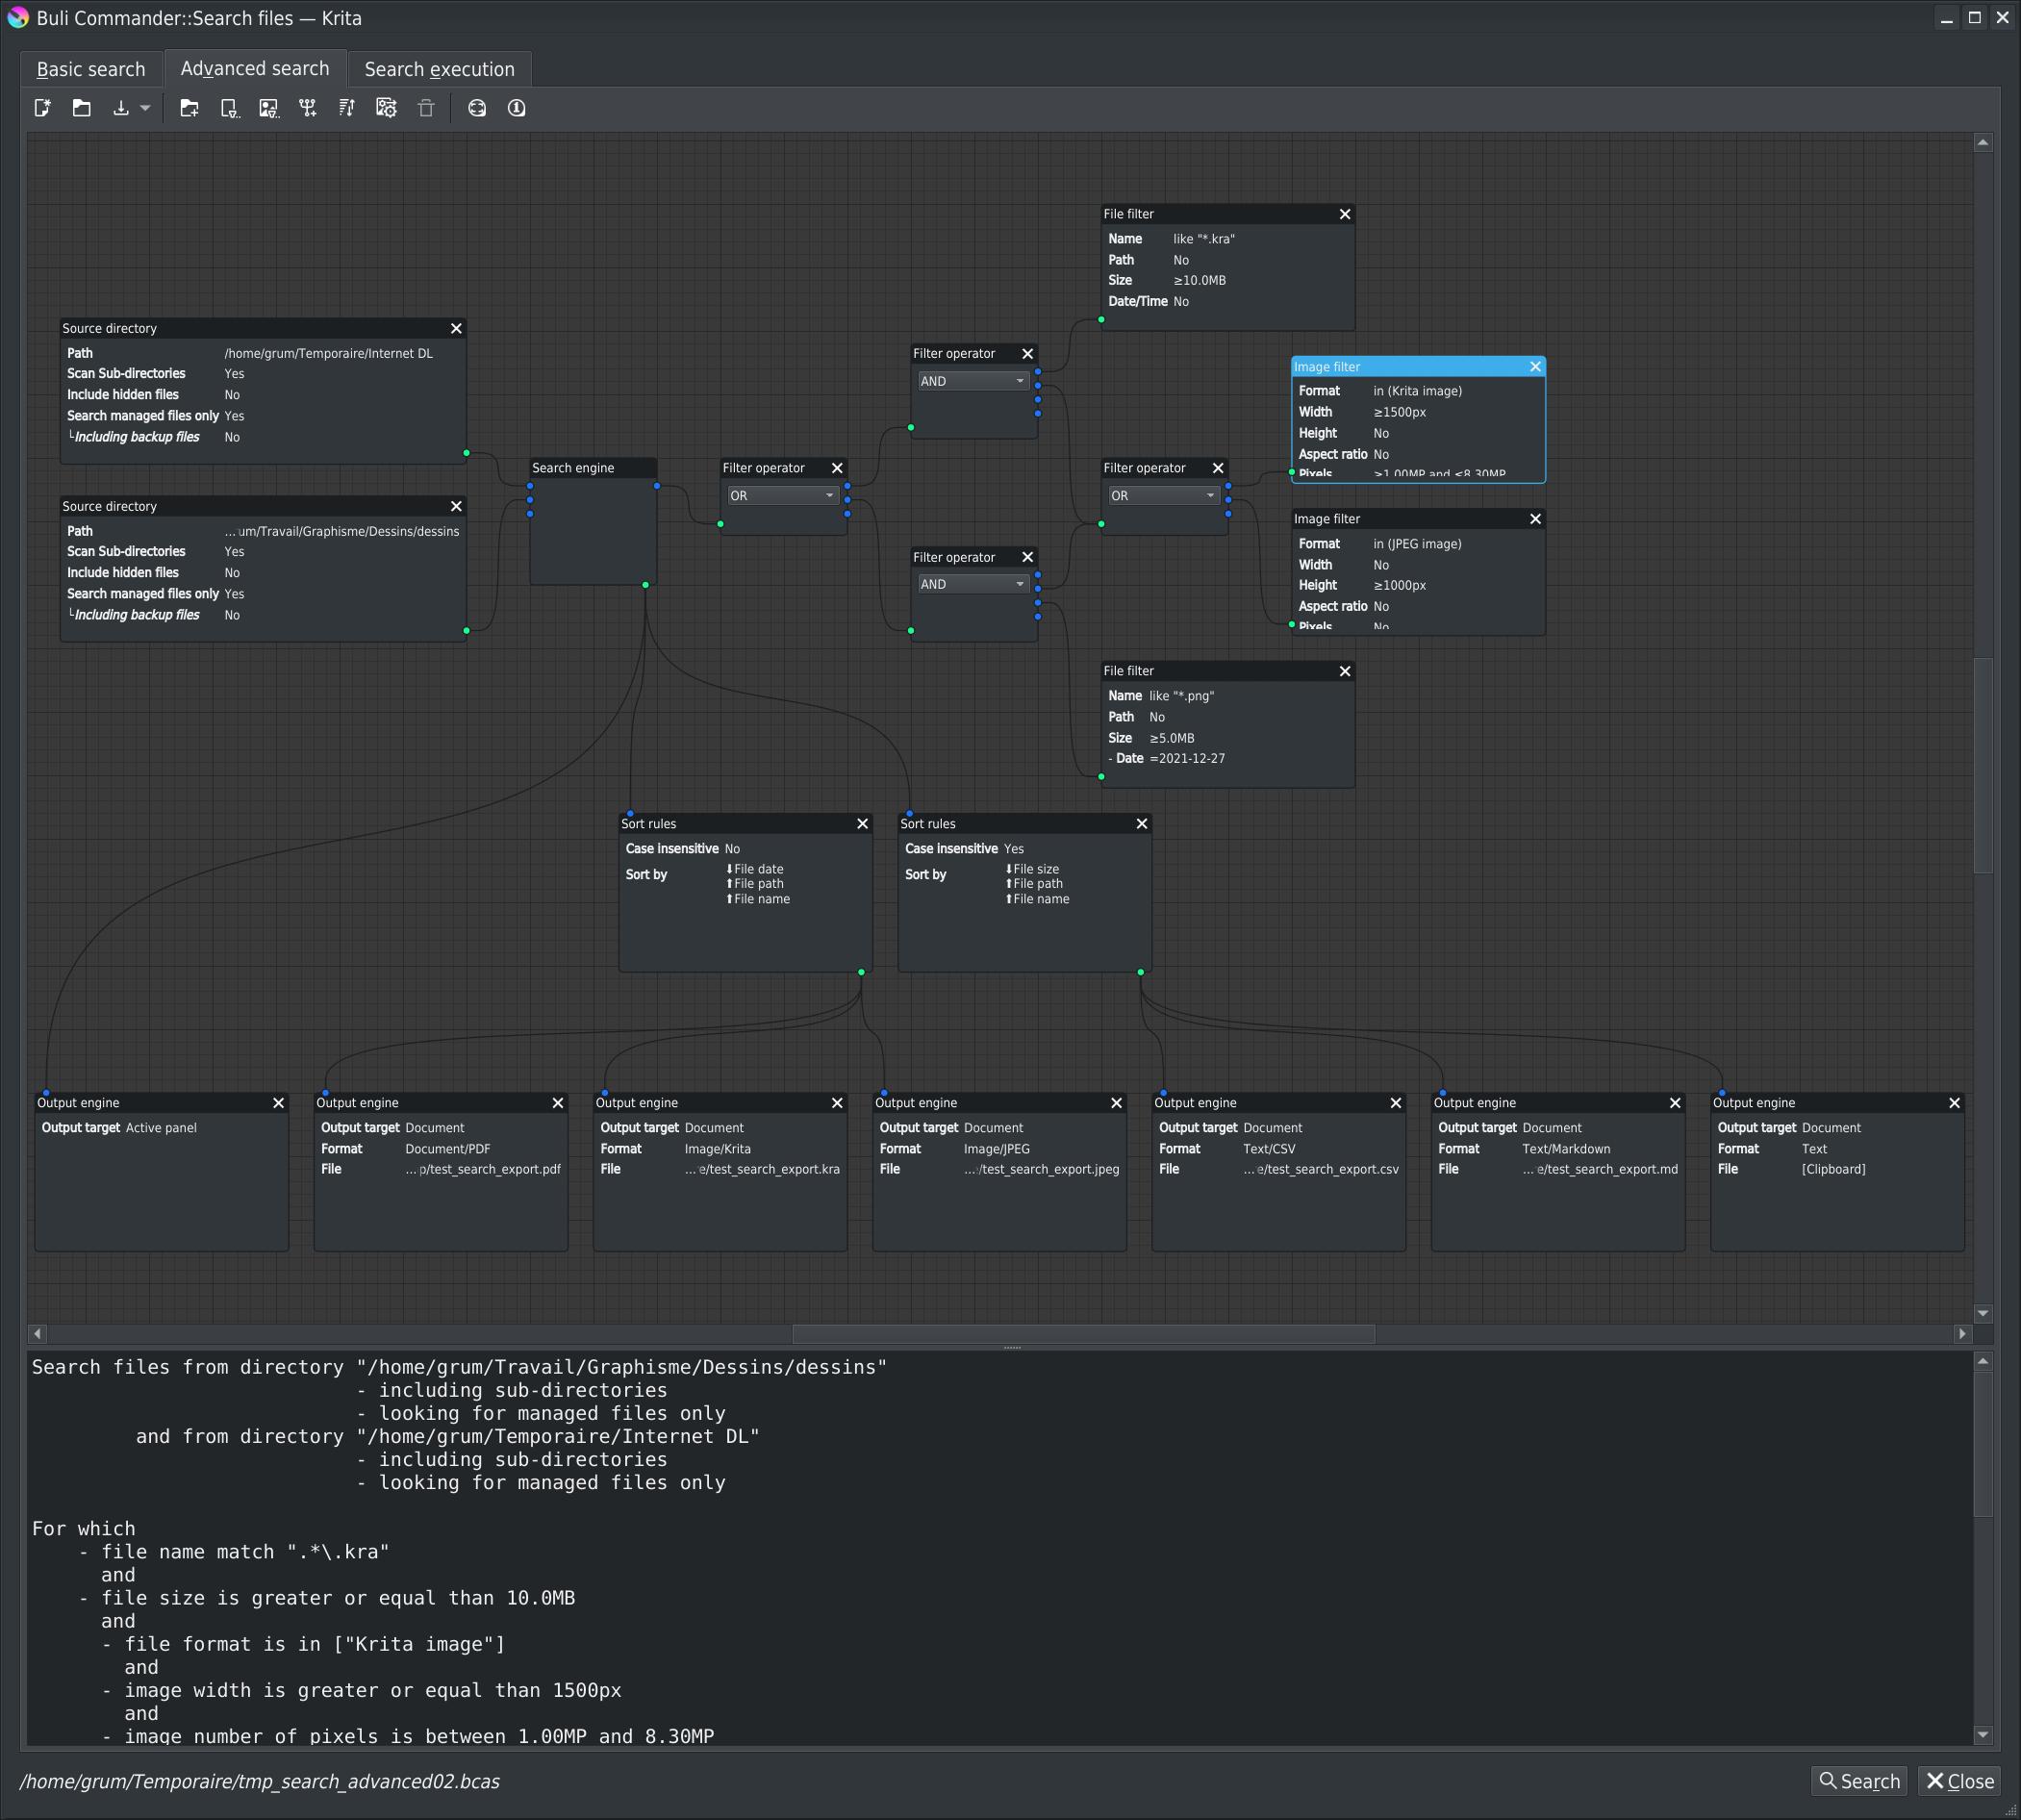 Buli Commander::Search files — Krita
Basic search
Advanced search
Search execution
File filter
Name like "*.kra"
Path No
Size ≥10.0MB
Date/Time No
Source directory
Path /home/grum/Temporaire/Internet DL
Scan Sub-directories Yes
Include hidden files No
Search managed files only Yes
└Including backup files No
Filter operator
AND
Image filter
Format in (Krita image)
Width ≥1500px
Height No
Aspect ratio No
Pixels ≥1.00MP and ≤8.30MP
Search engine
Filter operator
OR
Filter operator
OR
Source directory
Path ...um/Travail/Graphisme/Dessins/dessins
Scan Sub-directories Yes
Include hidden files No
Search managed files only Yes
└Including backup files No
Image filter
Format in (JPEG image)
Width No
Height ≥1000px
Aspect ratio No
Pixels No
Filter operator
AND
File filter
Name like "*.png"
Path No
Size ≥5.0MB
- Date =2021-12-27
Sort rules
Case insensitive No
Sort by ⬇File date
⬆File path
⬆File name
Sort rules
Case insensitive Yes
Sort by ⬇File size
⬆File path
⬆File name
Output engine
Output target Active panel
Output engine
Output target Document
Format Document/PDF
File ...p/test_search_export.pdf
Output engine
Output target Document
Format Image/Krita
File ...e/test_search_export.kra
Output engine
Output target Document
Format Image/JPEG
File .../test_search_export.jpeg
Output engine
Output target Document
Format Text/CSV
File ...e/test_search_export.csv
Output engine
Output target Document
Format Text/Markdown
File ...e/test_search_export.md
Output engine
Output target Document
Format Text
File [Clipboard]
Search files from directory "/home/grum/Travail/Graphisme/Dessins/dessins"
- including sub-directories
- looking for managed files only
and from directory "/home/grum/Temporaire/Internet DL"
- including sub-directories
- looking for managed files only
For which
- file name match ".*\.kra"
and
- file size is greater or equal than 10.0MB
and
- file format is in ["Krita image"]
and
- image width is greater or equal than 1500px
and
- image number of pixels is between 1.00MP and 8.30MP
/home/grum/Temporaire/tmp_search_advanced02.bcas
Search
Close